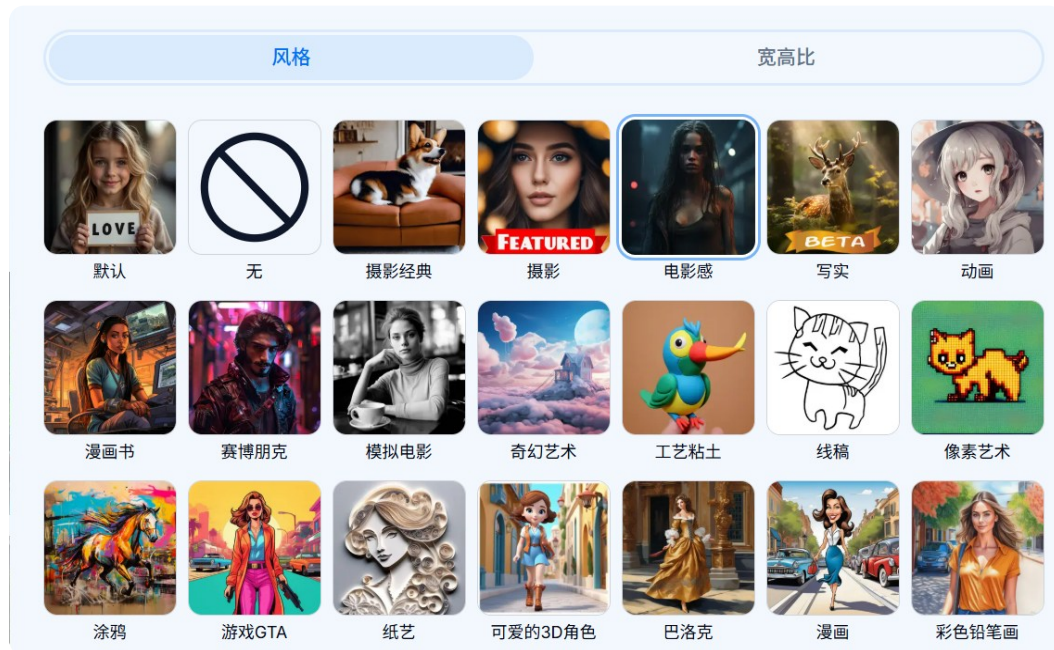 风格
宽高比
LOVE
FEATURED
BETA
默认
无
摄影经典
摄影
电影感
写实
动画
漫画书
赛博朋克
模拟电影
奇幻艺术
工艺粘土
线稿
像素艺术
涂鸦
游戏GTA
纸艺
可爱的3D角色
巴洛克
漫画
彩色铅笔画